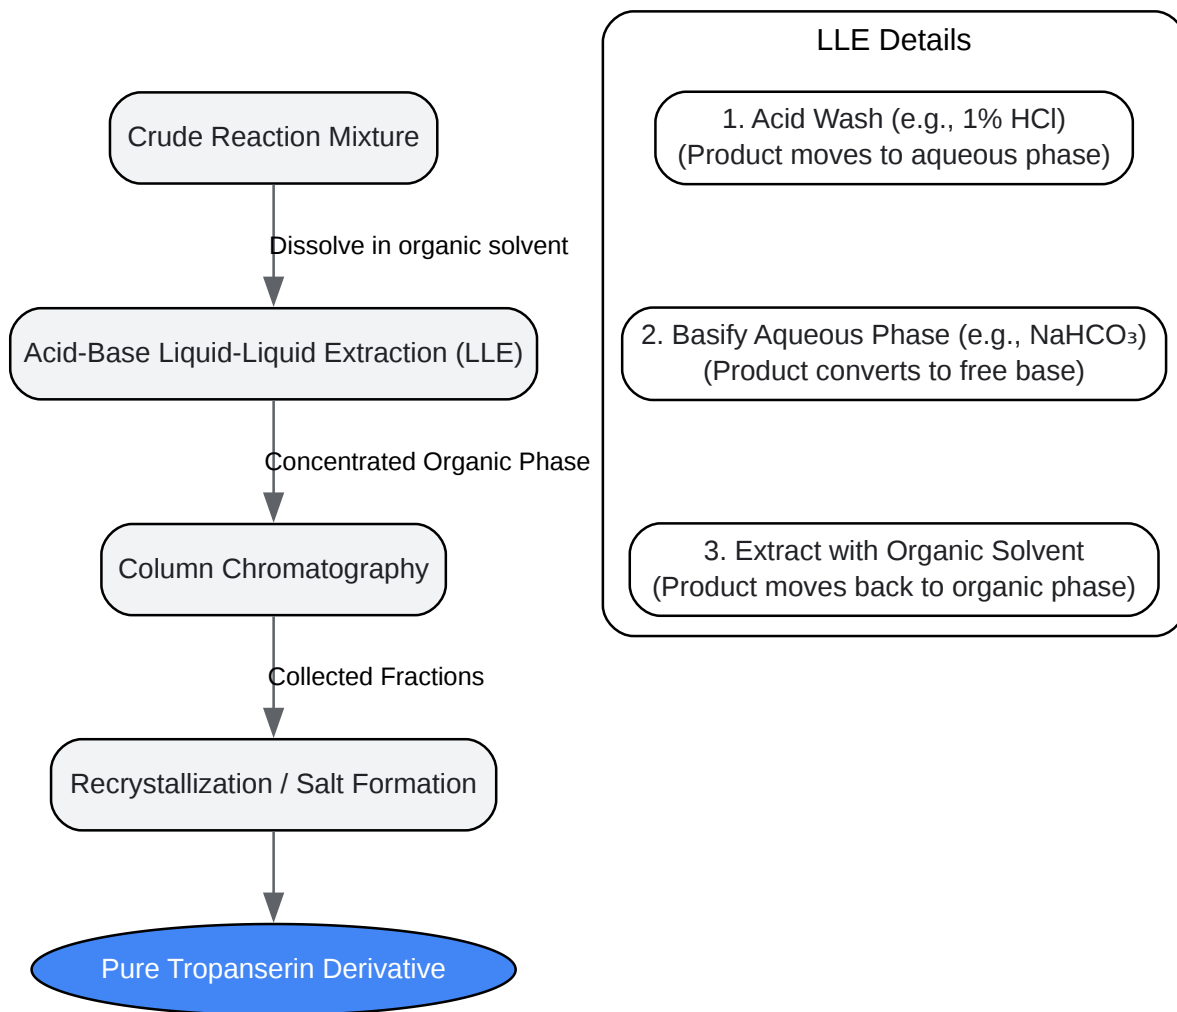 Crude Reaction Mixture
Dissolve in organic solvent
Acid-Base Liquid-Liquid Extraction (LLE)
Concentrated Organic Phase
Column Chromatography
Collected Fractions
Recrystallization / Salt Formation
Pure Tropanserin Derivative
LLE Details
1. Acid Wash (e.g., 1% HCl)
(Product moves to aqueous phase)
2. Basify Aqueous Phase (e.g., NaHCO₃)
(Product converts to free base)
3. Extract with Organic Solvent
(Product moves back to organic phase)